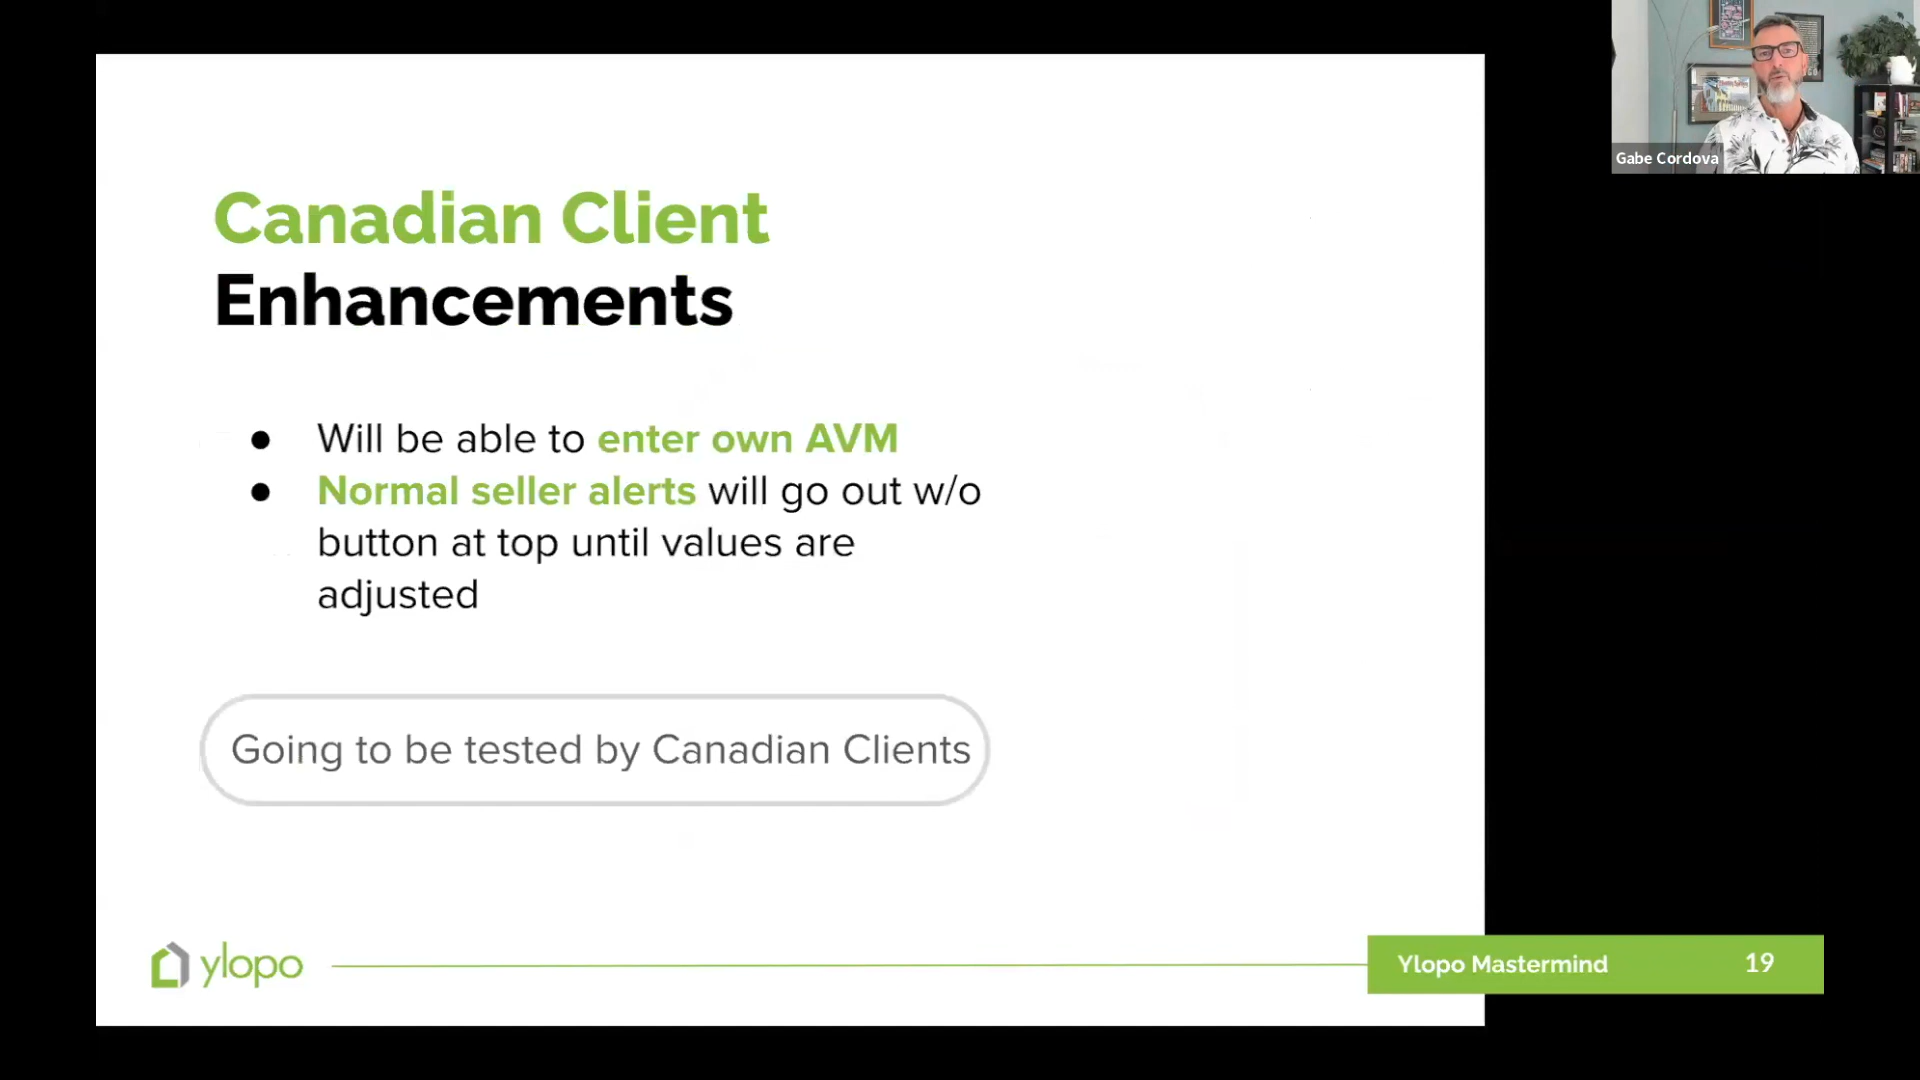 Gabe Cordova
Canadian Client
Enhancements
● Will be able to enter own AVM
● Normal seller alerts will go out w/o
button at top until values are
adjusted
Going to be tested by Canadian Clients
ylopo
Ylopo Mastermind 19